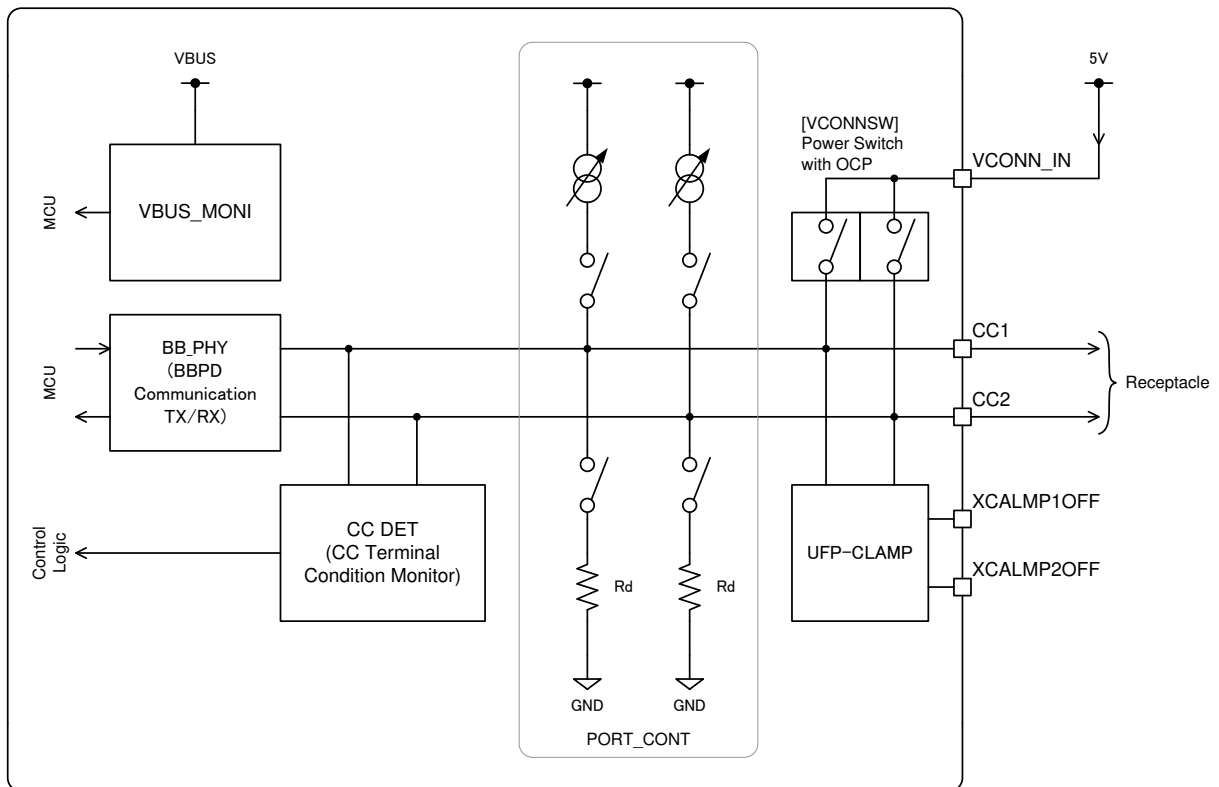 VBUS
5V
[VCONNSW]
Power Switch
with OCP
VCONN_IN
MCU
VBUS_MONI
CC1
BB_PHY
(BBPD
Communication
TX/RX)
MCU
Receptacle
CC2
XCALMP1OFF
CC DET
(CC Terminal
Condition Monitor)
Control
Logic
UFP-CLAMP
Rd
Rd
XCALMP2OFF
GND
GND
PORT_CONT